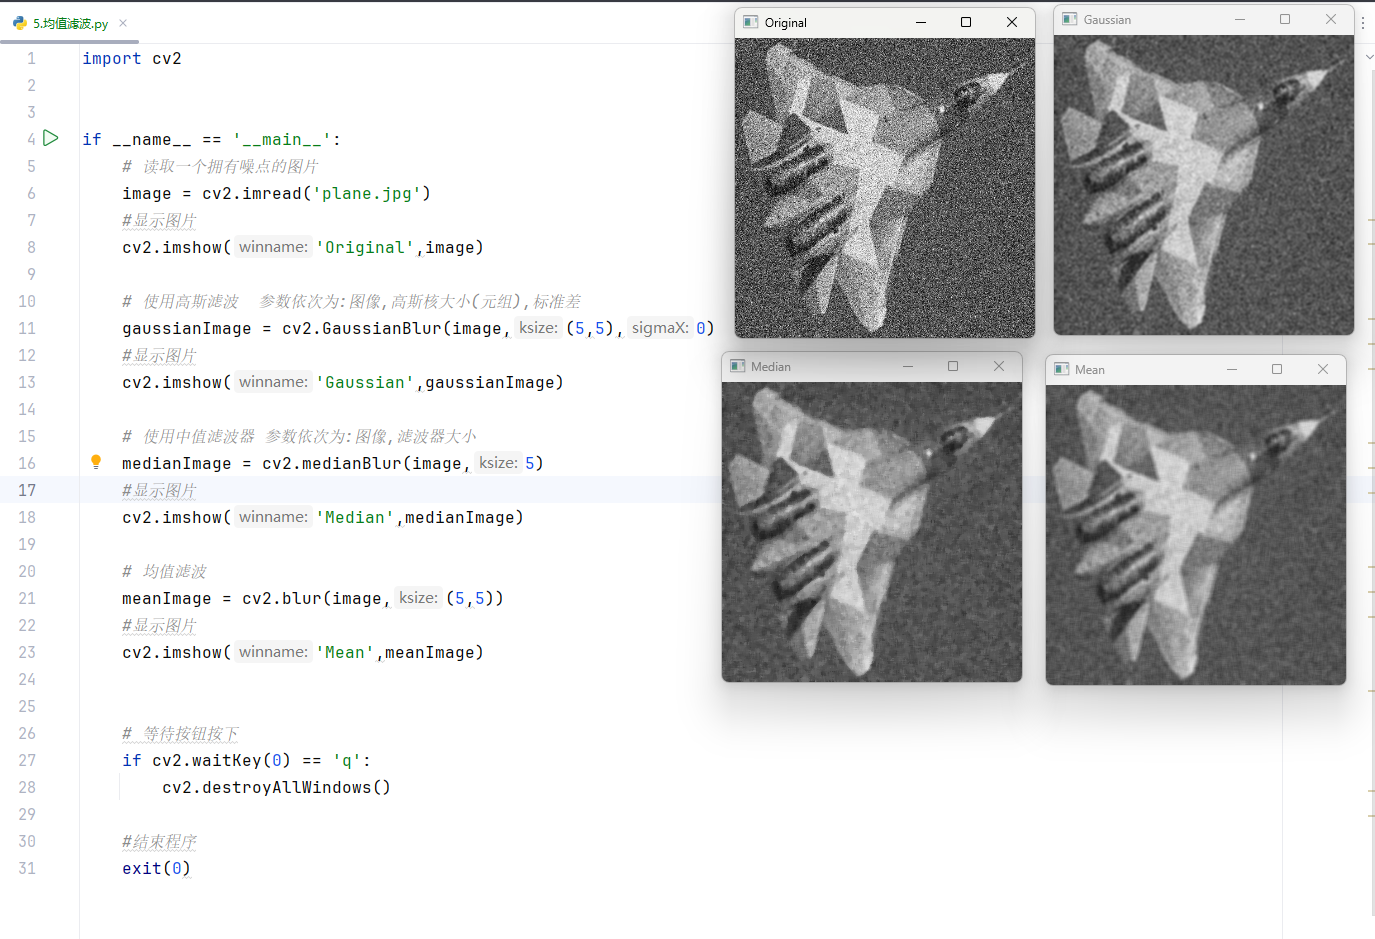 5.均值滤波.py
1 import cv2
2
3
4 if __name__ == '__main__':
5 # 读取一个拥有噪点的图片
6 image = cv2.imread('plane.jpg')
7 #显示图片
8 cv2.imshow( winname: 'Original',image)
9
10 # 使用高斯滤波  参数依次为:图像,高斯核大小(元组),标准差
11 gaussianImage = cv2.GaussianBlur(image, ksize: (5,5), sigmaX: 0)
12 #显示图片
13 cv2.imshow( winname: 'Gaussian',gaussianImage)
14
15 # 使用中值滤波器 参数依次为:图像,滤波器大小
16 medianImage = cv2.medianBlur(image, ksize: 5)
17 #显示图片
18 cv2.imshow( winname: 'Median',medianImage)
19
20 # 均值滤波
21 meanImage = cv2.blur(image, ksize: (5,5))
22 #显示图片
23 cv2.imshow( winname: 'Mean',meanImage)
24
25
26 # 等待按钮按下
27 if cv2.waitKey(0) == 'q':
28 cv2.destroyAllWindows()
29
30 #结束程序
31 exit(0)
Original
Gaussian
Median
Mean